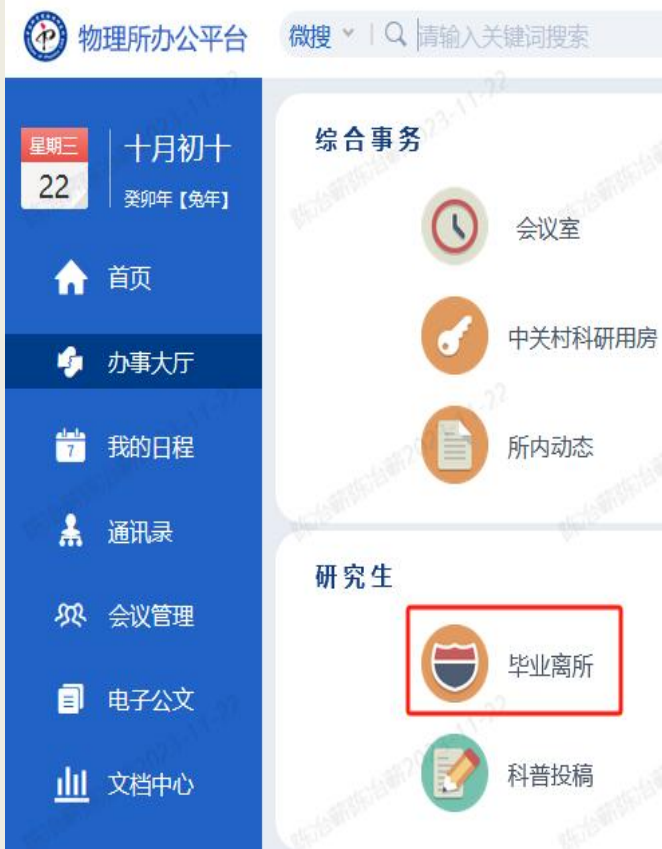 物理所办公平台
微搜
请输入关键词搜索
星期三
22
十月初十
癸卯年【兔年】
首页
办事大厅
7
我的日程
通讯录
会议管理
电子公文
文档中心
综合事务
会议室
中关村科研用房
所内动态
研究生
毕业离所
科普投稿